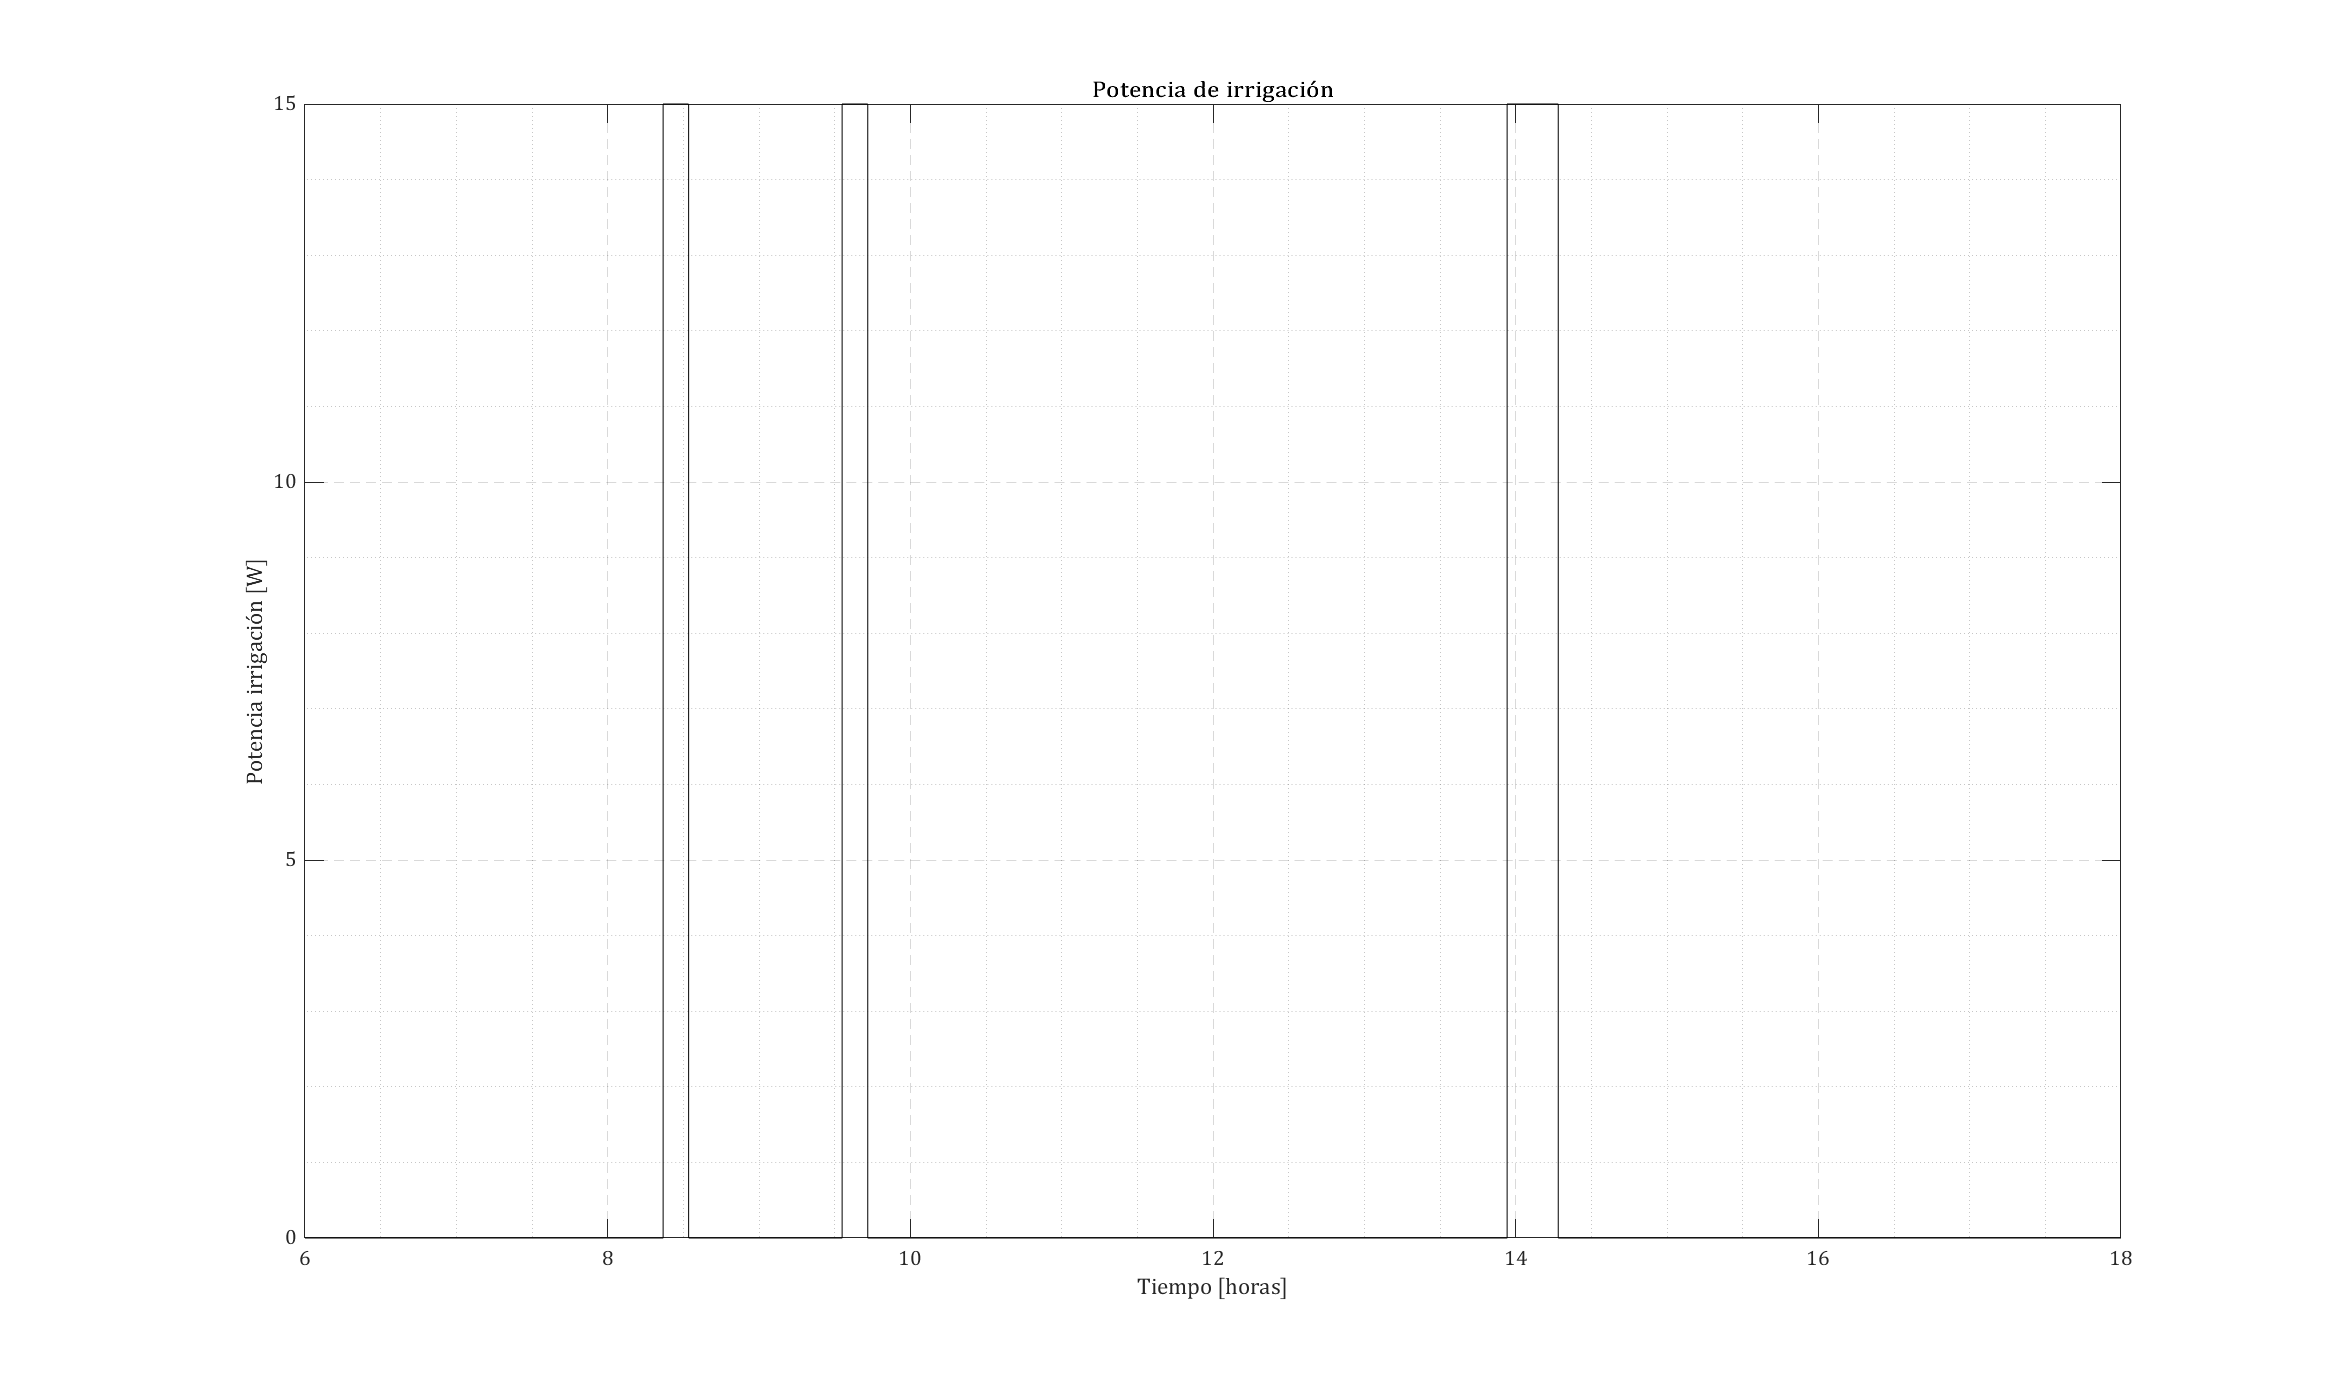 Potencia de irrigación
15
10
5
0
Potencia irrigación [W]
6 8 10 12 14 16 18
Tiempo [horas]